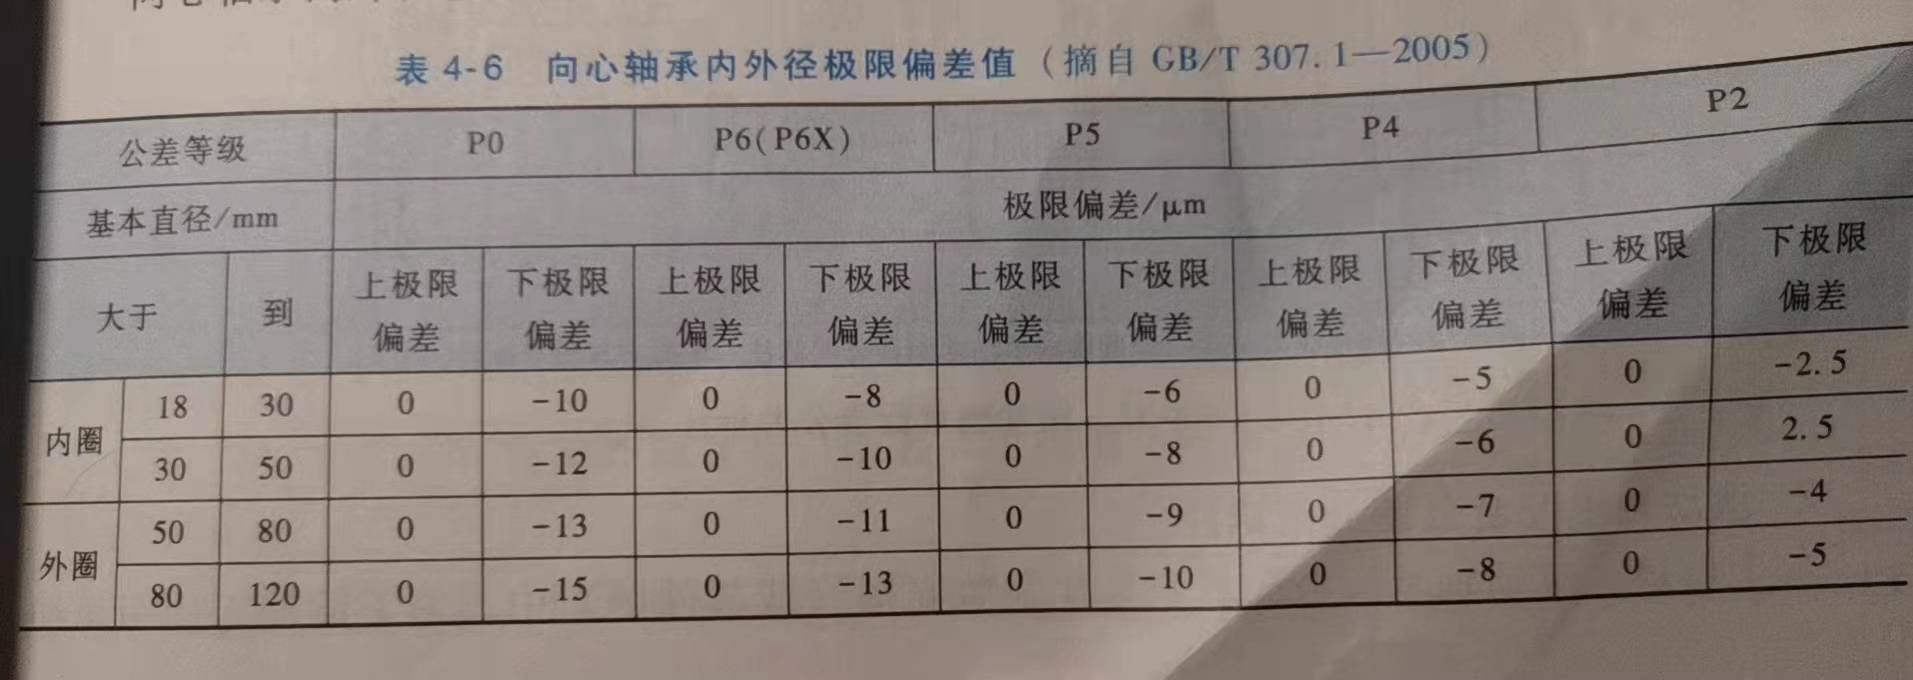 表 4-6 向心轴承内外径极限偏差值（摘自 GB/T 307.1—2005）
公差等级 P0 P6(P6X) P5 P4 P2
基本直径/mm 极限偏差/μm
大于 到 上极限偏差 下极限偏差 上极限偏差 下极限偏差 上极限偏差 下极限偏差 上极限偏差 下极限偏差 上极限偏差 下极限偏差
内圈 18 30 0 -10 0 -8 0 -6 0 -5 0 -2.5
30 50 0 -12 0 -10 0 -8 0 -6 0 2.5
外圈 50 80 0 -13 0 -11 0 -9 0 -7 0 -4
80 120 0 -15 0 -13 0 -10 0 -8 0 -5